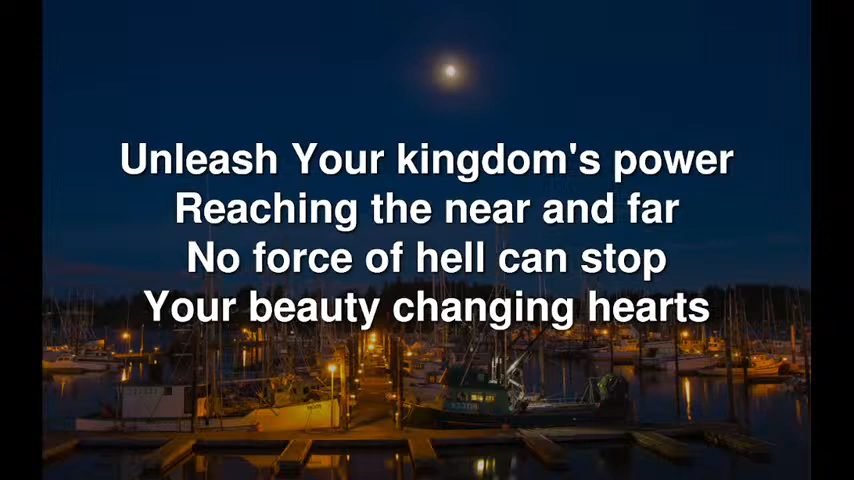 Unleash Your kingdom's power
Reaching the near and far
No force of hell can stop
Your beauty changing hearts